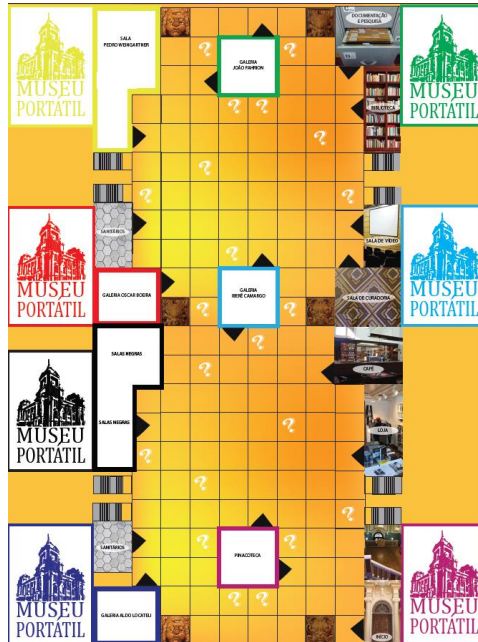 SALA
PEDRO WEINGARTNER
MUSEU
PORTÁTIL
GALERIA
JOÃO FAHRION
DOCUMENTAÇÃO
E PESQUISA
BIBLIOTECA
MUSEU
PORTÁTIL
?
? ?
?
?
SANITÁRIOS
?
?
SALA DE VÍDEO
MUSEU
PORTÁTIL
GALERIA OSCAR BOEIRA
GALERIA
IBERÊ CAMARGO
SALA DE CURADORIA
MUSEU
PORTÁTIL
? ?
SALAS NEGRAS
CAFÉ
?
MUSEU
PORTÁTIL
SALAS NEGRAS
?
LOJA
?
?
?
?
SANITÁRIOS
PINACOTECA
MUSEU
PORTÁTIL
GALERIA ALDO LOCATELI
? ?
?
INÍCIO
MUSEU
PORTÁTIL